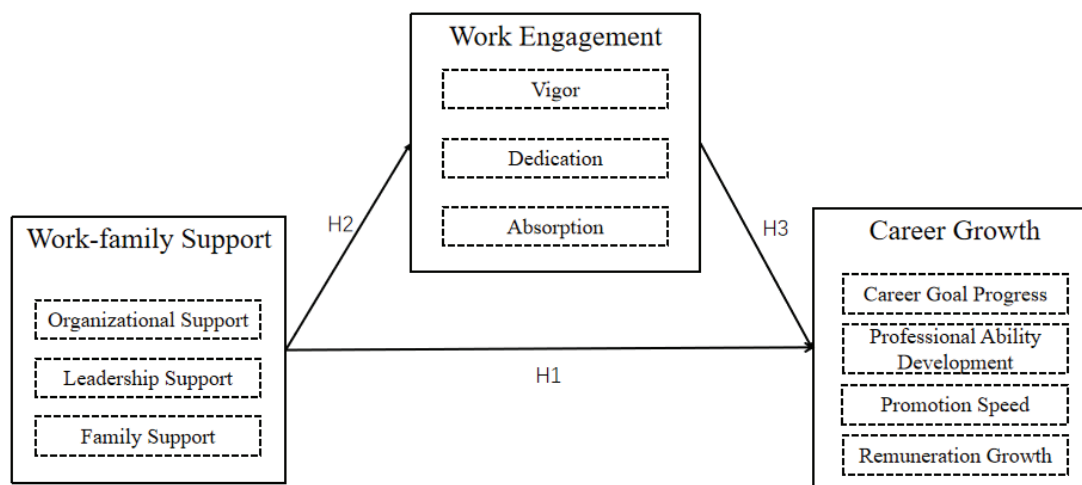 Work Engagement
Vigor
Dedication
Absorption
H2
H3
Work-family Support
Organizational Support
Leadership Support
Family Support
H1
Career Growth
Career Goal Progress
Professional Ability
Development
Promotion Speed
Remuneration Growth